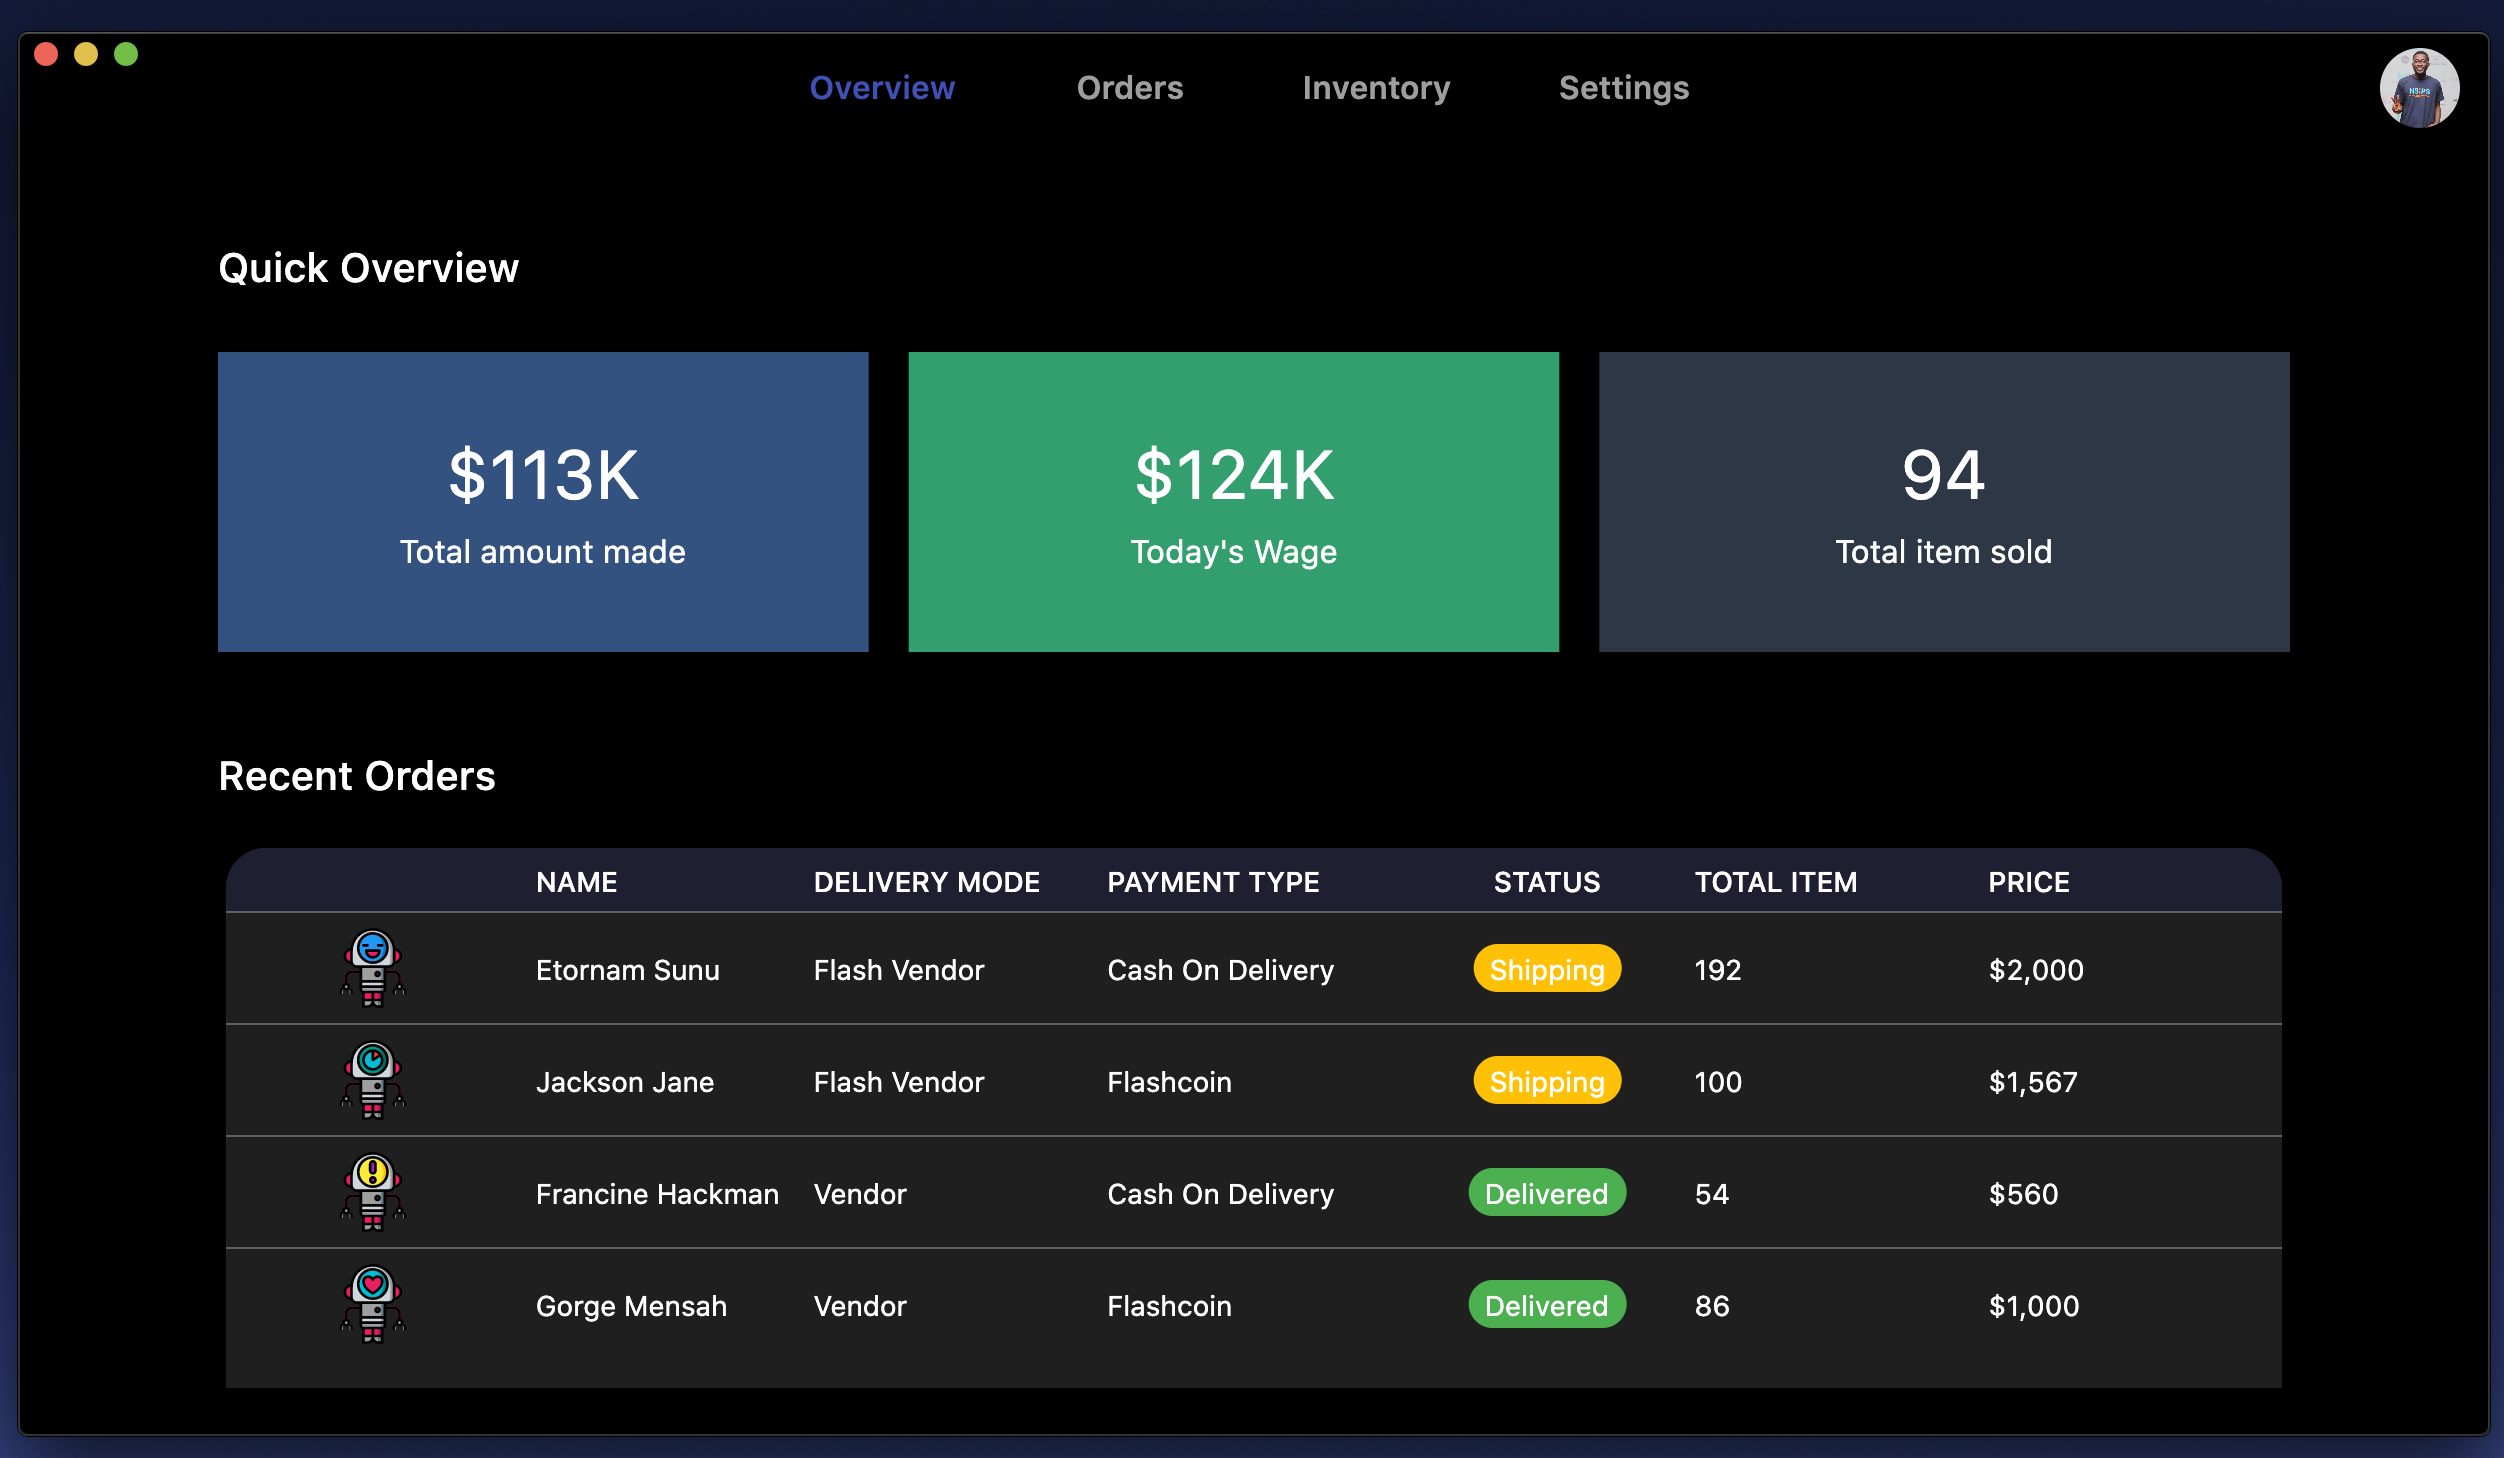 Overview Orders Inventory Settings
Quick Overview
$113K
Total amount made
$124K
Today's Wage
94
Total item sold
Recent Orders
NAME DELIVERY MODE PAYMENT TYPE STATUS TOTAL ITEM PRICE
Etornam Sunu Flash Vendor Cash On Delivery Shipping 192 $2,000
Jackson Jane Flash Vendor Flashcoin Shipping 100 $1,567
Francine Hackman Vendor Cash On Delivery Delivered 54 $560
Gorge Mensah Vendor Flashcoin Delivered 86 $1,000